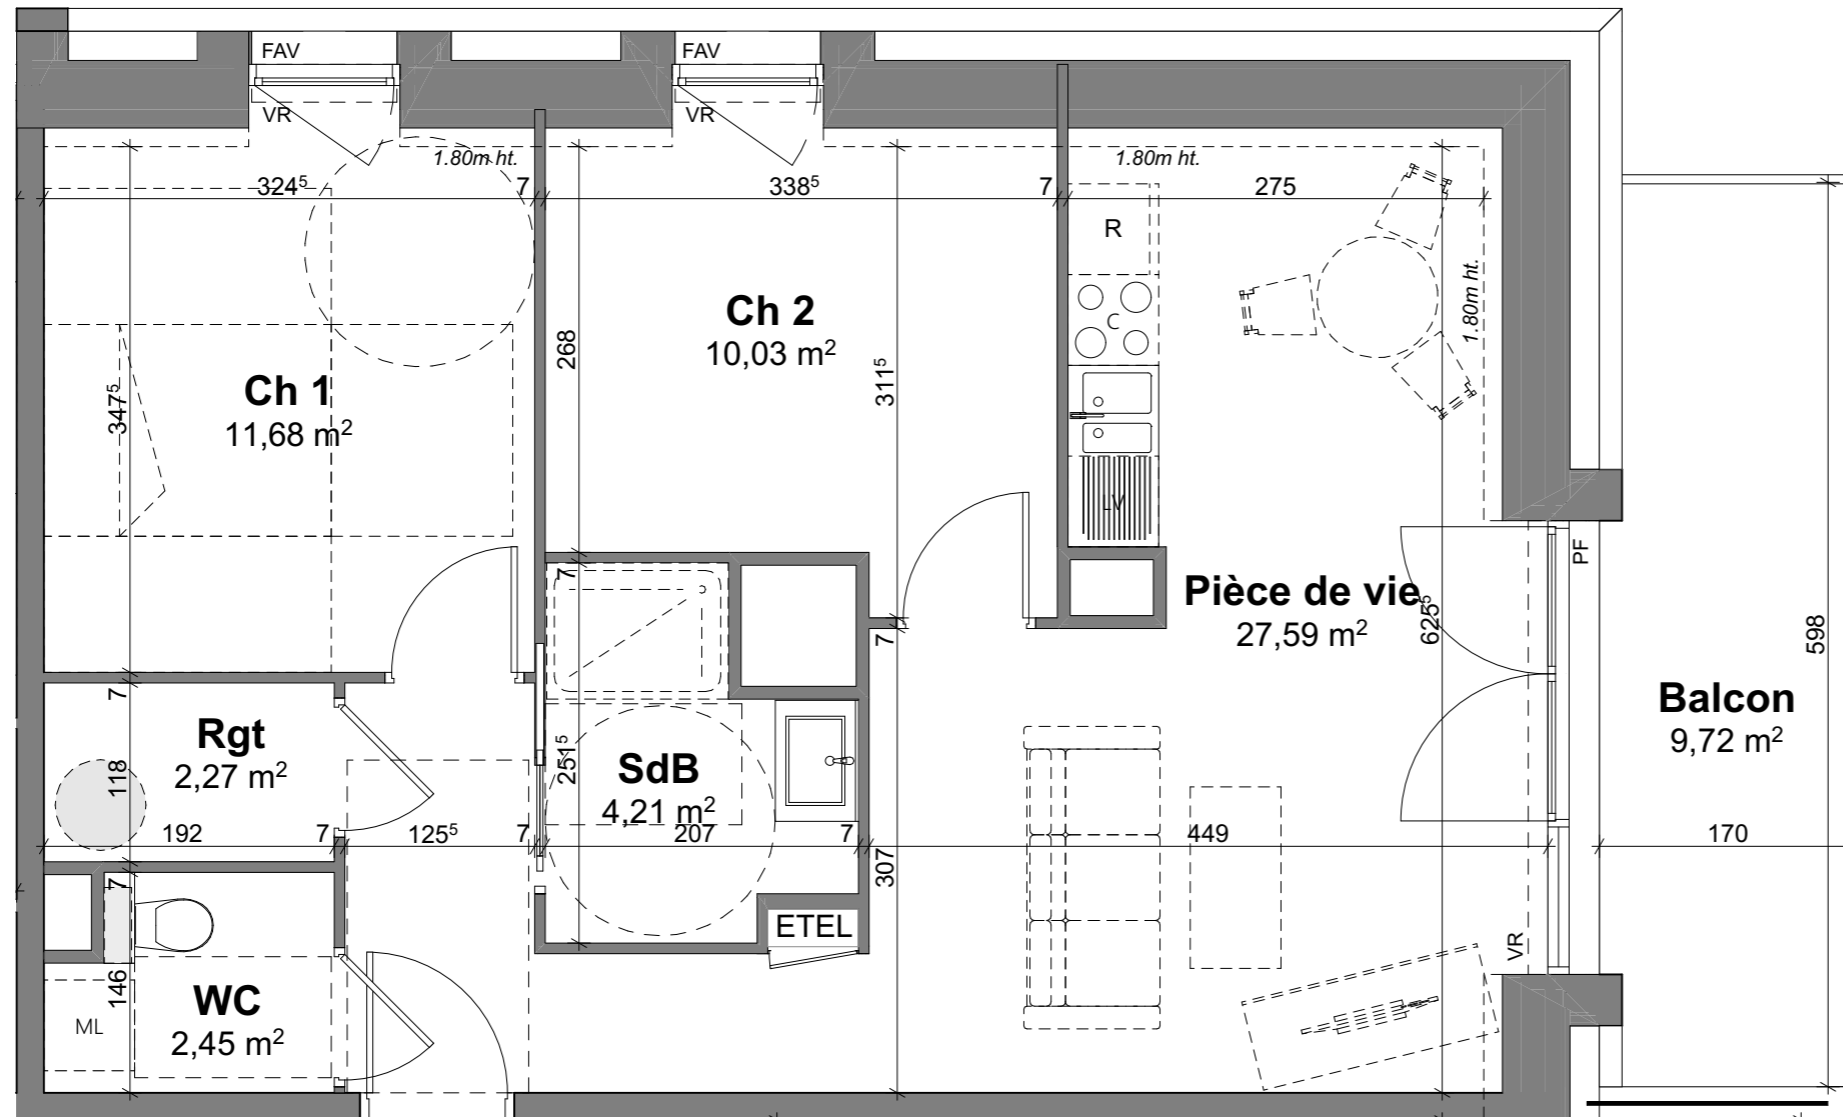 FAV
FAV
VR
VR
1.80m ht.
1.80m ht.
324⁵
7
338⁵
7
275
R
1.80m ht.
Ch 2
10,03 m²
C
268
311⁵
Ch 1
11,68 m²
347⁵
LV
PF
7
Pièce de vie
27,59 m²
625⁵
598
7
7
Rgt
2,27 m²
118
251⁵
SdB
4,21 m²
Balcon
9,72 m²
192
7
125⁵
7
207
7
449
170
307
7
ETEL
VR
146
WC
2,45 m²
ML